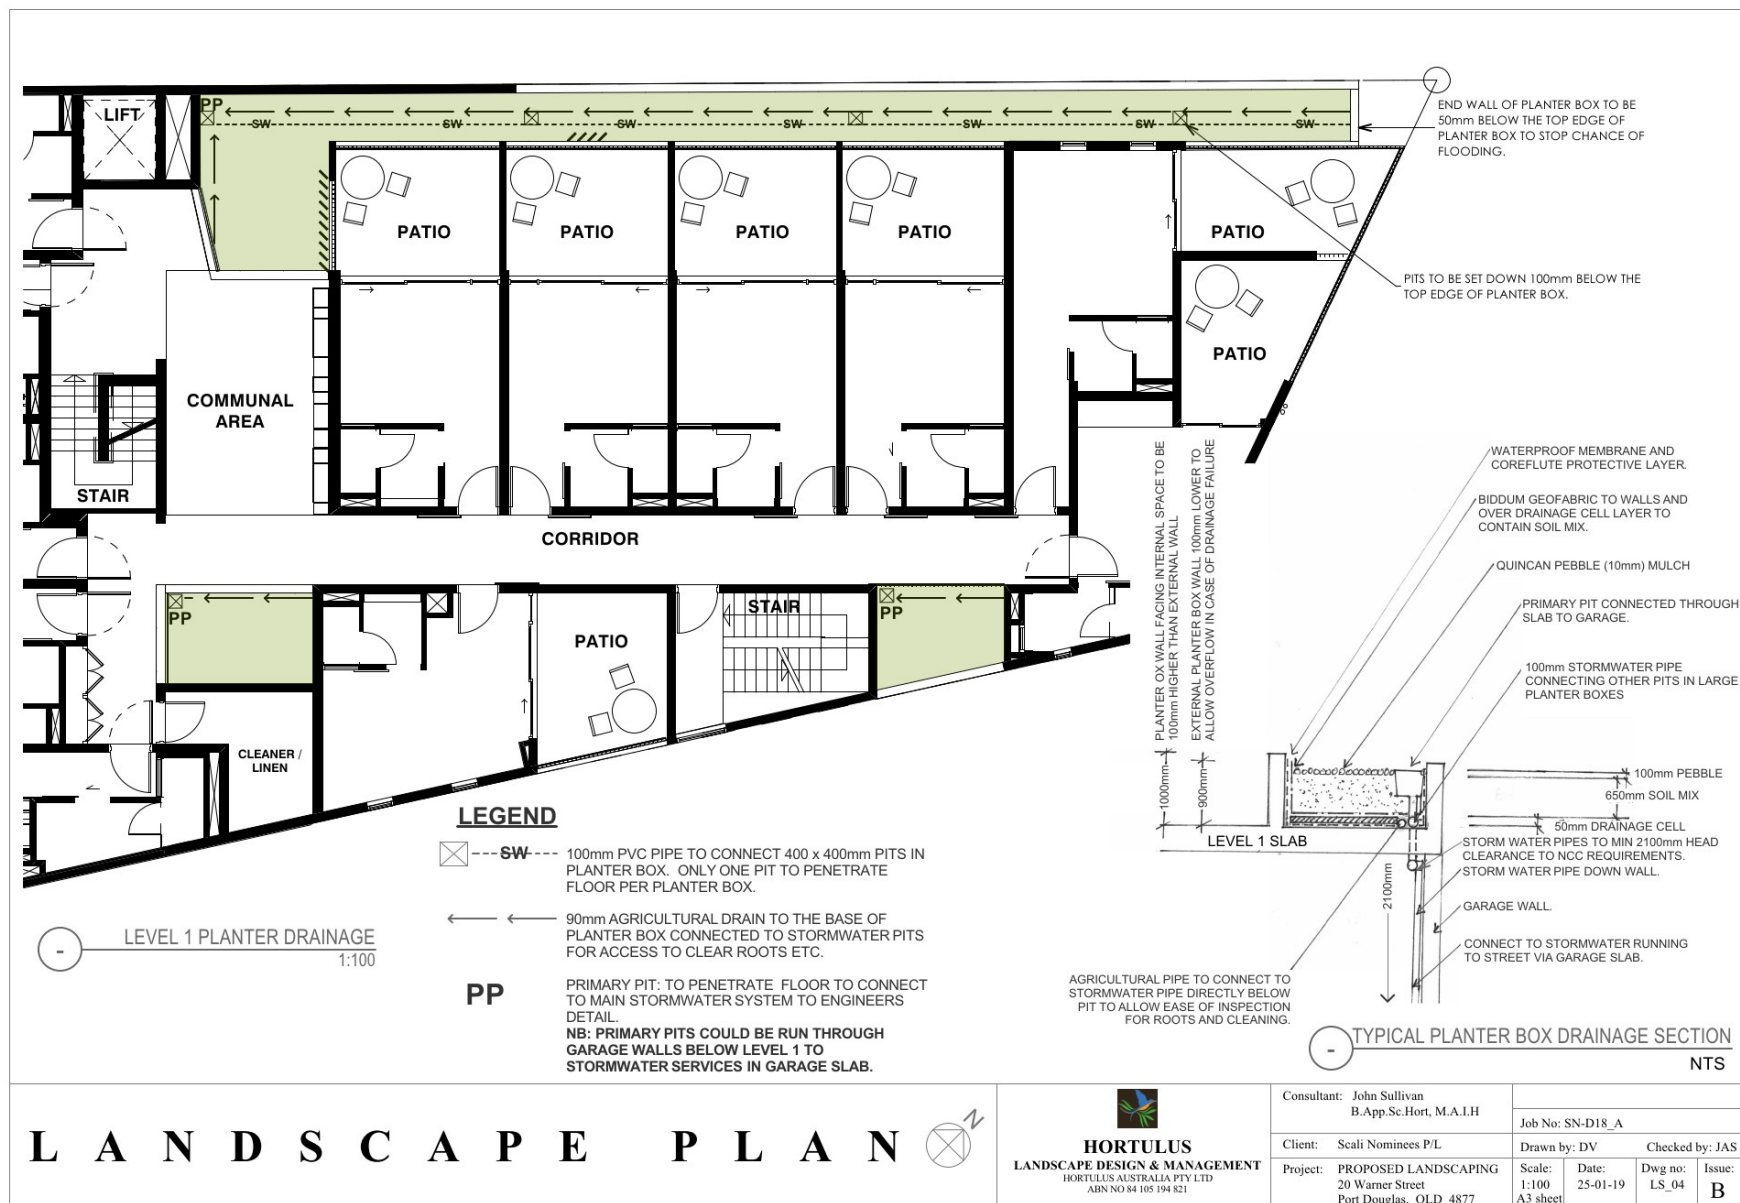 LIFT
PP
SW
SW
SW
SW
SW
SW
SW
END WALL OF PLANTER BOX TO BE
50mm BELOW THE TOP EDGE OF
PLANTER BOX TO STOP CHANCE OF
FLOODING.
PATIO
PATIO
PATIO
PATIO
PATIO
PITS TO BE SET DOWN 100mm BELOW THE
TOP EDGE OF PLANTER BOX.
PATIO
COMMUNAL
AREA
STAIR
CORRIDOR
PP
PATIO
STAIR
PP
CLEANER /
LINEN
PLANTER OX WALL FACING INTERNAL SPACE TO BE
100mm HIGHER THAN EXTERNAL WALL
EXTERNAL PLANTER BOX WALL 100mm LOWER TO
ALLOW OVERFLOW IN CASE OF DRAINAGE FAILURE
WATERPROOF MEMBRANE AND
COREFLUTE PROTECTIVE LAYER.
BIDDUM GEOFABRIC TO WALLS AND
OVER DRAINAGE CELL LAYER TO
CONTAIN SOIL MIX.
QUINCAN PEBBLE (10mm) MULCH
PRIMARY PIT CONNECTED THROUGH
SLAB TO GARAGE.
100mm STORMWATER PIPE
CONNECTING OTHER PITS IN LARGE
PLANTER BOXES
1000mm
900mm
100mm PEBBLE
650mm SOIL MIX
50mm DRAINAGE CELL
LEVEL 1 SLAB
STORM WATER PIPES TO MIN 2100mm HEAD
CLEARANCE TO NCC REQUIREMENTS.
STORM WATER PIPE DOWN WALL.
2100mm
GARAGE WALL.
CONNECT TO STORMWATER RUNNING
TO STREET VIA GARAGE SLAB.
AGRICULTURAL PIPE TO CONNECT TO
STORMWATER PIPE DIRECTLY BELOW
PIT TO ALLOW EASE OF INSPECTION
FOR ROOTS AND CLEANING.
- TYPICAL PLANTER BOX DRAINAGE SECTION
NTS
LEGEND
SW 100mm PVC PIPE TO CONNECT 400 x 400mm PITS IN
PLANTER BOX. ONLY ONE PIT TO PENETRATE
FLOOR PER PLANTER BOX.
90mm AGRICULTURAL DRAIN TO THE BASE OF
PLANTER BOX CONNECTED TO STORMWATER PITS
FOR ACCESS TO CLEAR ROOTS ETC.
PP PRIMARY PIT: TO PENETRATE FLOOR TO CONNECT
TO MAIN STORMWATER SYSTEM TO ENGINEERS
DETAIL.
NB: PRIMARY PITS COULD BE RUN THROUGH
GARAGE WALLS BELOW LEVEL 1 TO
STORMWATER SERVICES IN GARAGE SLAB.
- LEVEL 1 PLANTER DRAINAGE
1:100
LANDSCAPE PLAN
N
HORTULUS
LANDSCAPE DESIGN & MANAGEMENT
HORTULUS AUSTRALIA PTY LTD
ABN NO 84 105 194 821
Consultant: John Sullivan
B.App.Sc.Hort, M.A.I.H
Client: Scali Nominees P/L
Project: PROPOSED LANDSCAPING
20 Warner Street
Port Douglas, QLD 4877
Job No: SN-D18_A
Drawn by: DV Checked by: JAS
Scale: Date: Dwg no: Issue:
1:100 25-01-19 LS_04 B
A3 sheet